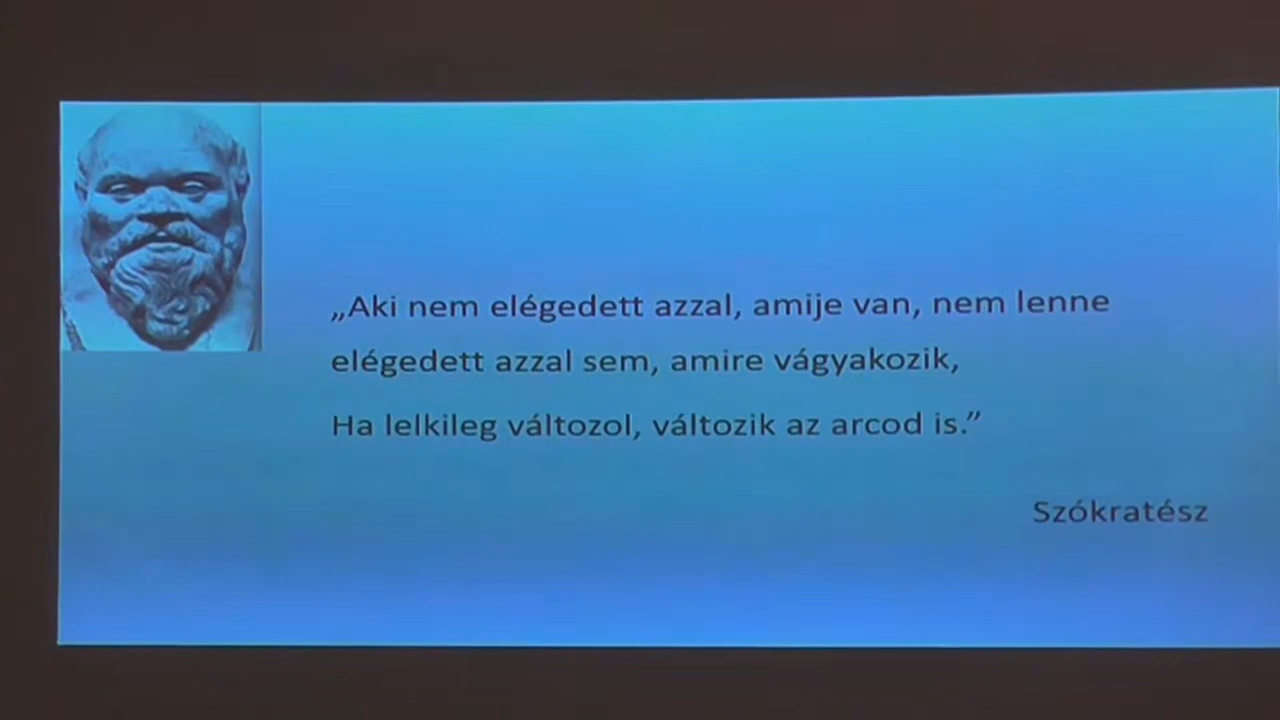 „Aki nem elégedett azzal, amije van, nem lenne
elégedett azzal sem, amire vágyakozik,
Ha lelkileg változol, változik az arcod is.”
Szókratész